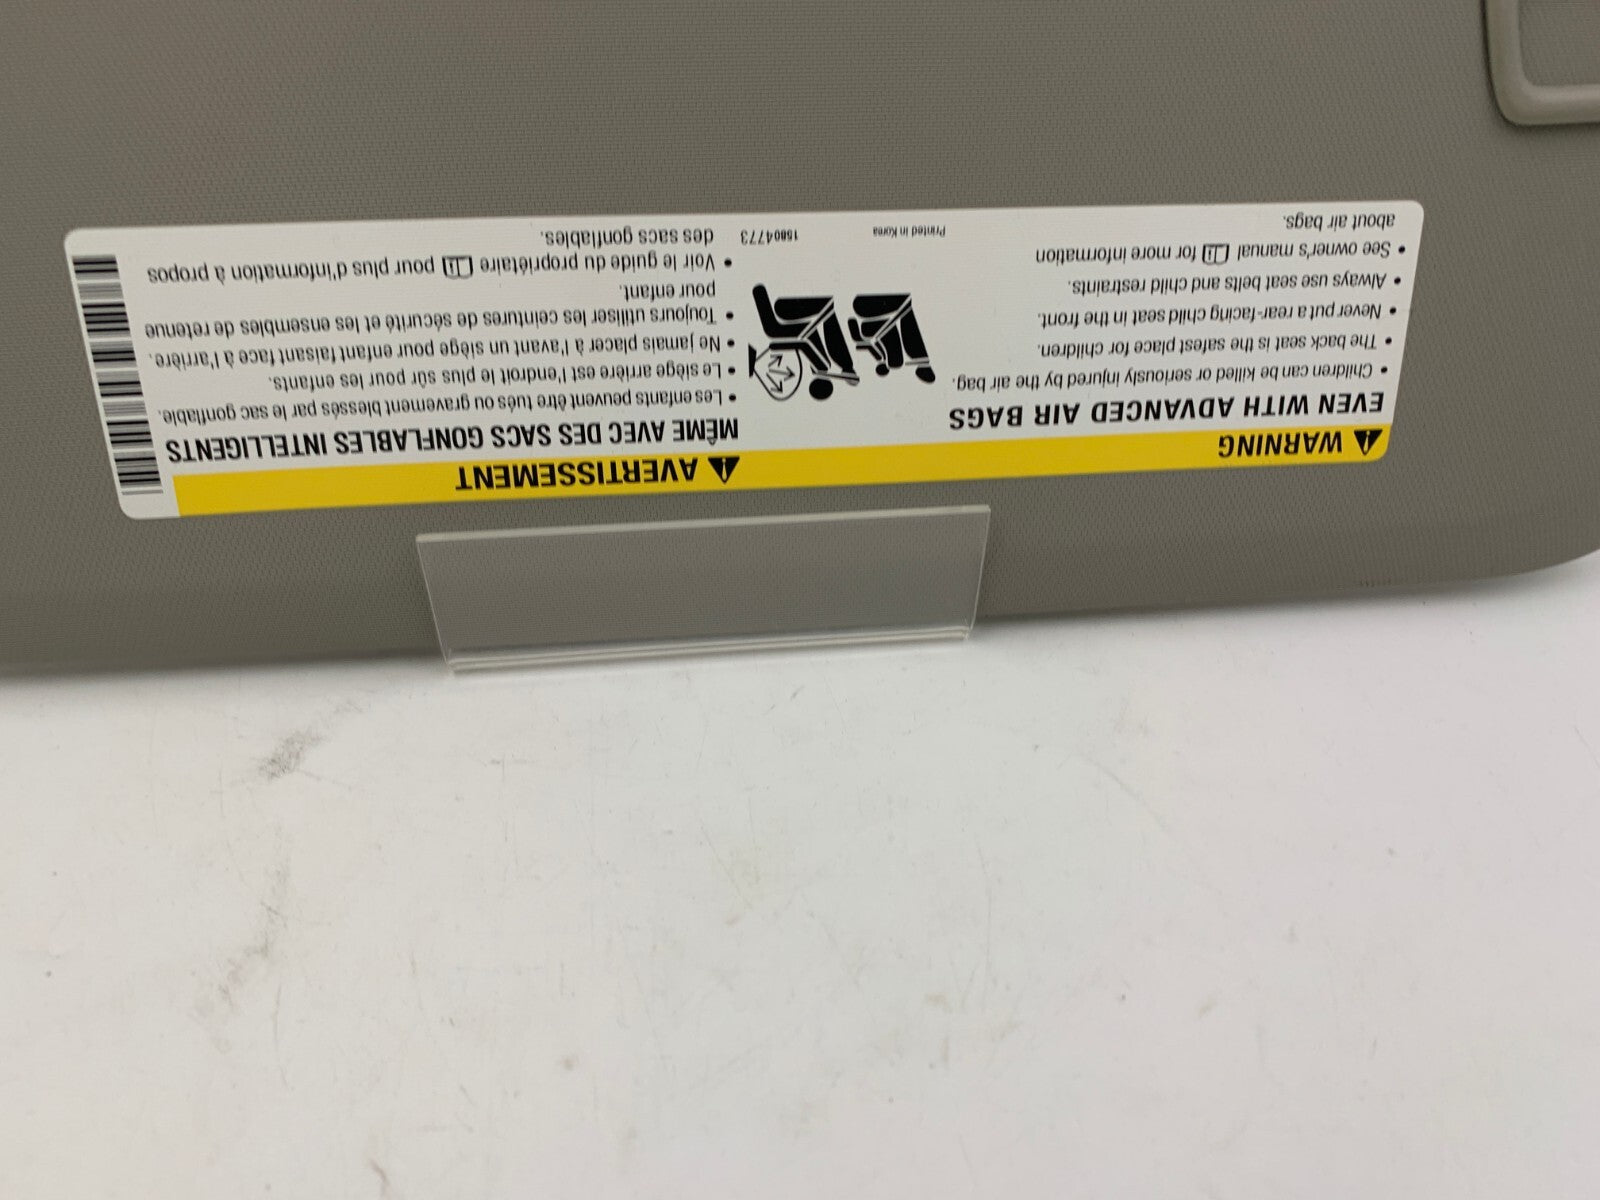 WARNING
EVEN WITH ADVANCED AIR BAGS
• Children can be killed or seriously injured by the air bag.
• The back seat is the safest place for children.
• Never put a rear-facing child seat in the front.
• Always use seat belts and child restraints.
• See owner's manual for more information
about air bags.
Printed in Korea
15804773
AVERTISSEMENT
MÊME AVEC DES SACS GONFLABLES INTELLIGENTS
• Les enfants peuvent être tués ou gravement blessés par le sac gonflable.
• Le siège arrière est l'endroit le plus sûr pour les enfants.
• Ne jamais placer à l'avant un siège pour enfant faisant face à l'arrière.
• Toujours utiliser les ceintures de sécurité et les ensembles de retenue
pour enfant.
• Voir le guide du propriétaire pour plus d'information à propos
des sacs gonflables.